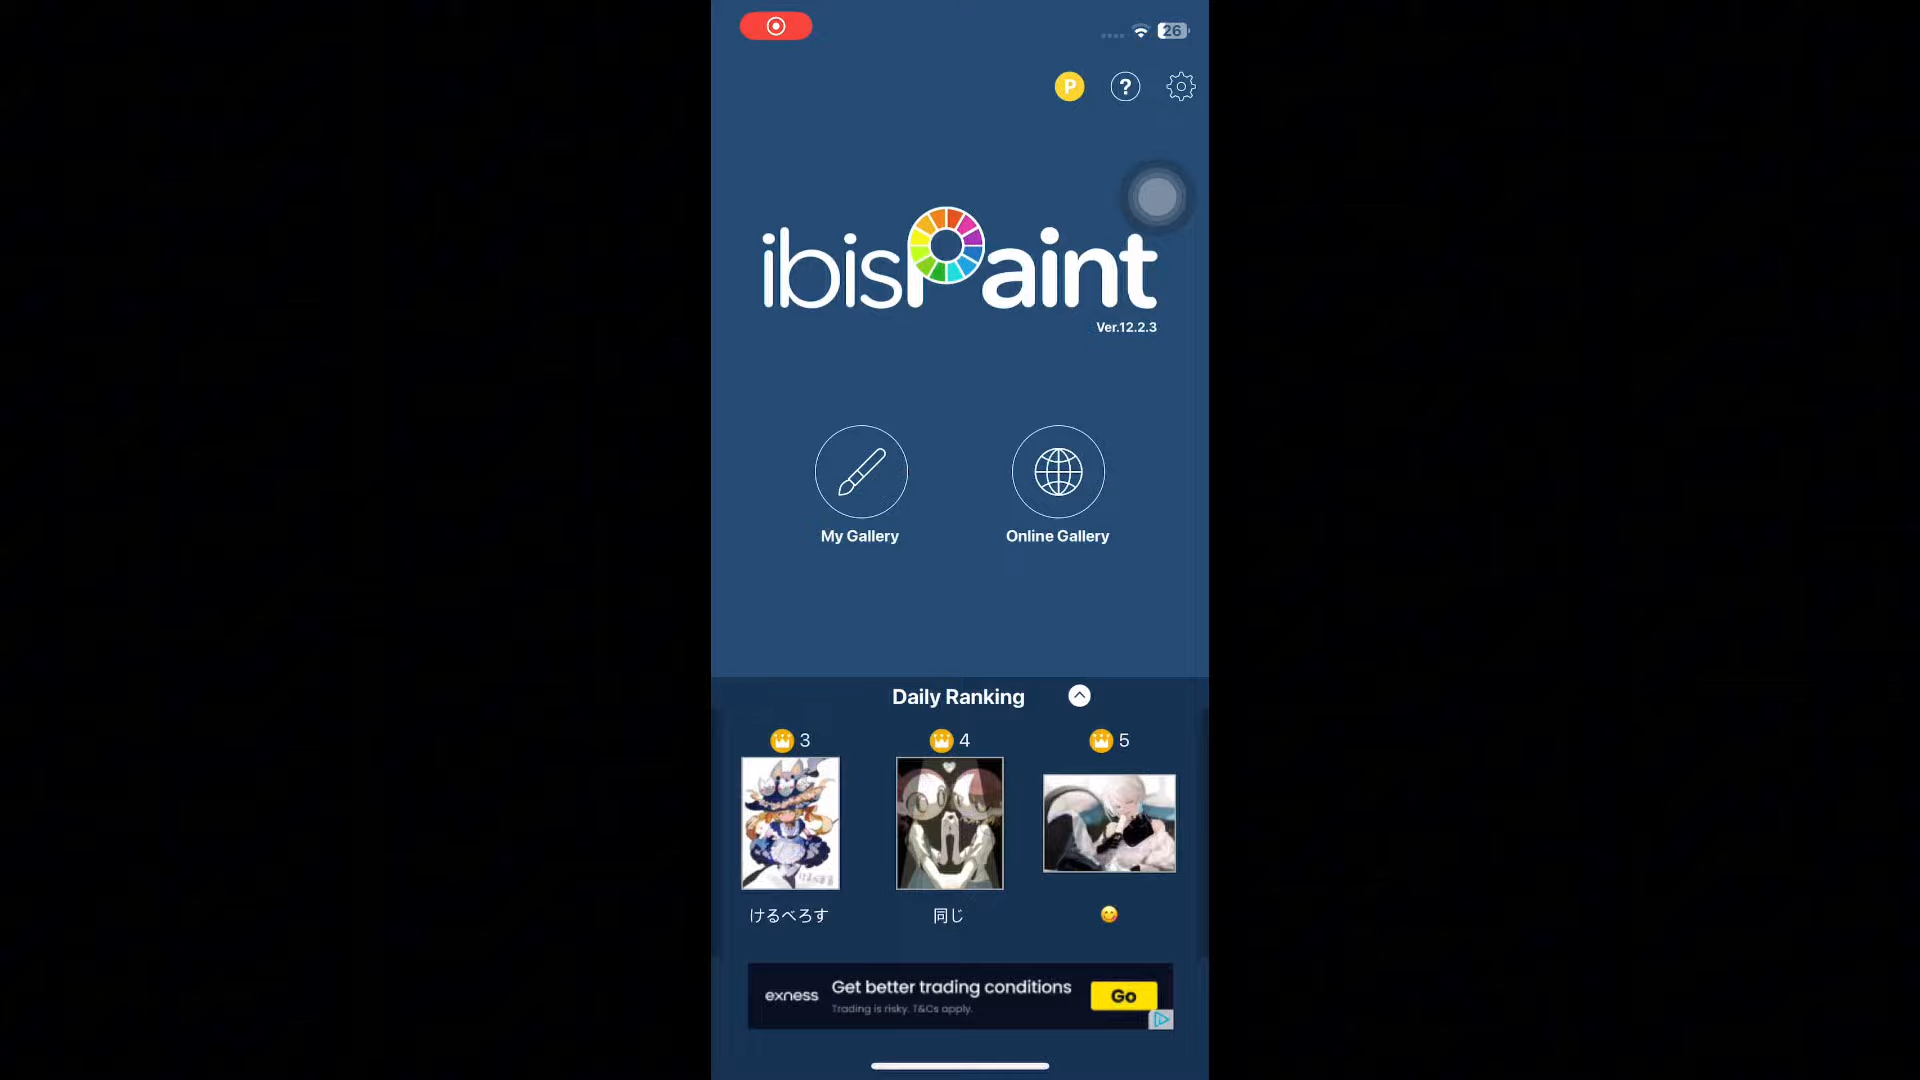 26
P
?
ibisPaint
Ver.12.2.3
My Gallery
Online Gallery
Daily Ranking
3
4
5
けるべろす
同じ
exness
Get better trading conditions
Trading is risky. T&Cs apply.
Go